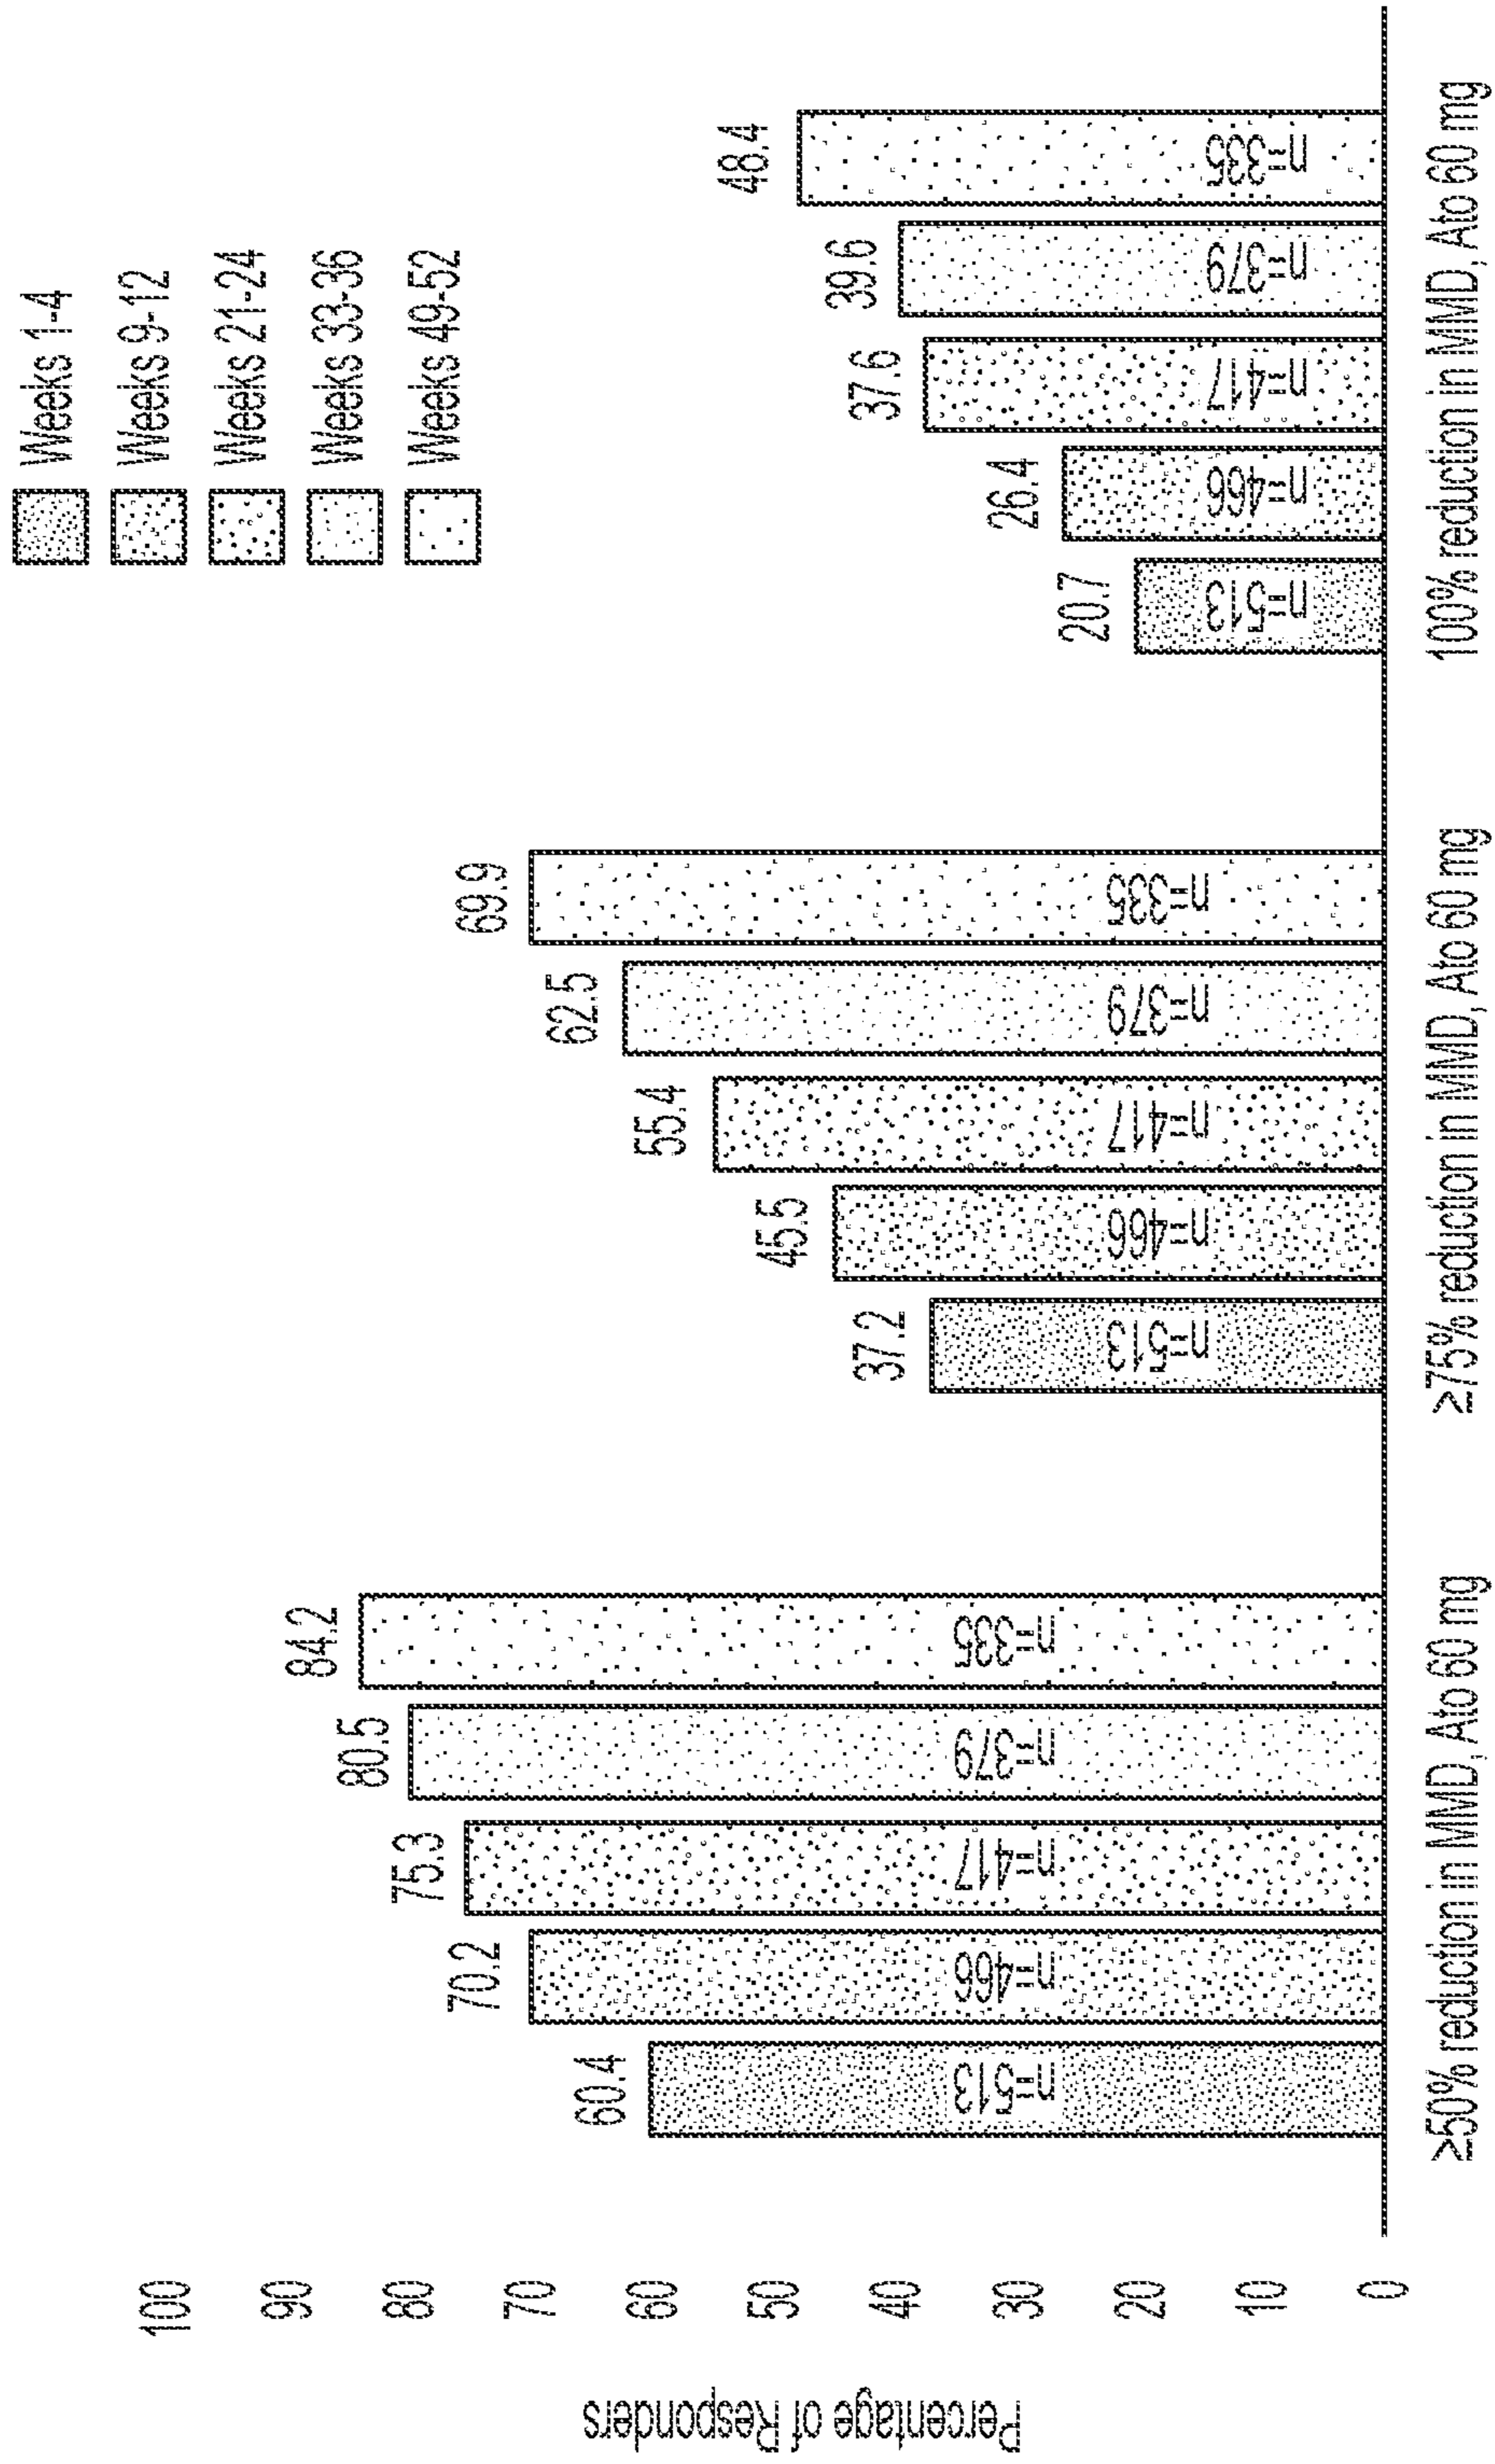 Weeks 1-4
Weeks 9-12
Weeks 21-24
Weeks 33-36
Weeks 49-52
Percentage of Responders
100
90
80
70
60
50
40
30
20
10
0
60.4
70.2
75.3
80.5
84.2
n=513
n=466
n=417
n=379
n=335
≥50% reduction in MMD, Ato 60 mg
37.2
45.5
55.4
62.5
69.9
n=513
n=466
n=417
n=379
n=335
≥75% reduction in MMD, Ato 60 mg
20.7
26.4
37.6
39.6
48.4
n=513
n=466
n=417
n=379
n=335
100% reduction in MMD, Ato 60 mg